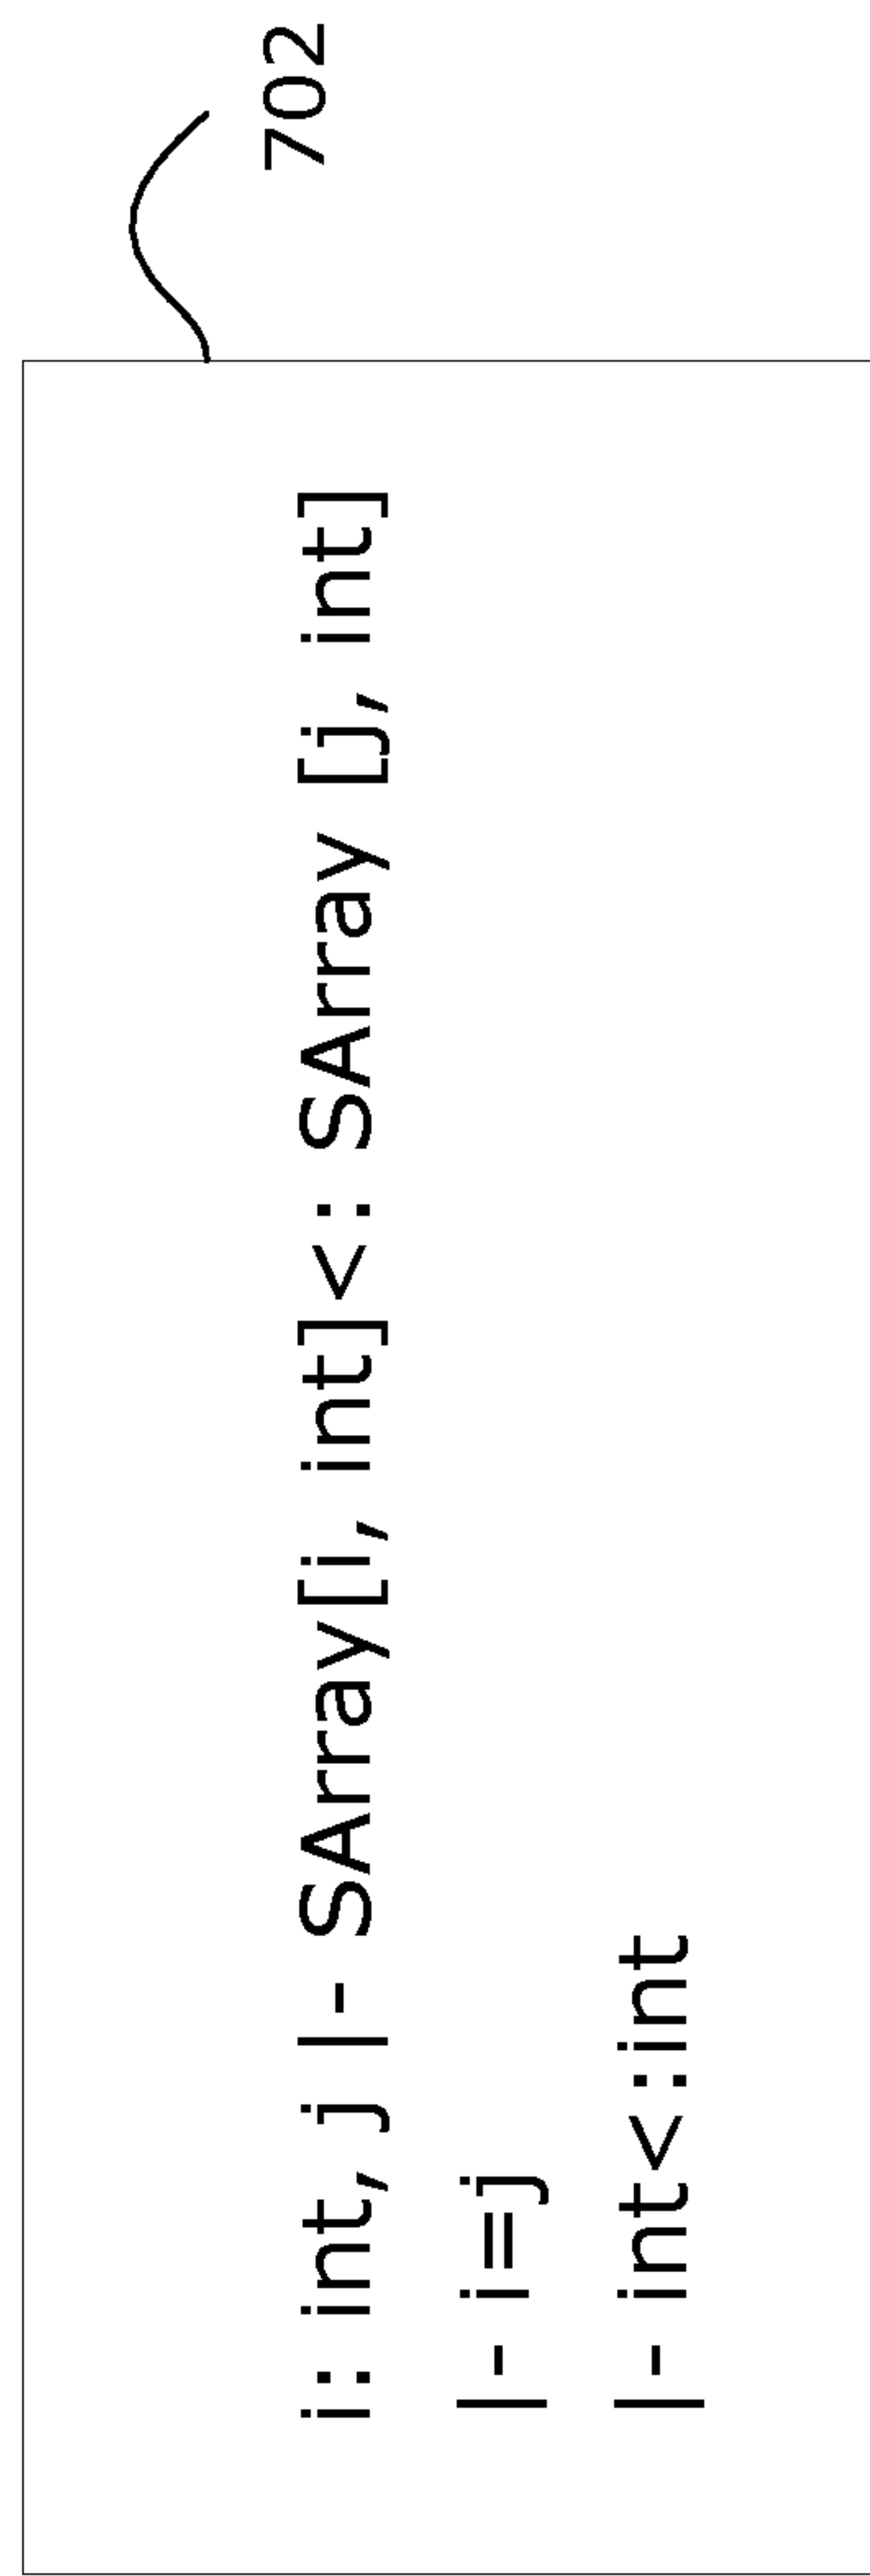 i: int, j |- SArray[i, int]<: SArray [j, int]
|- i=j
|- int<:int
702